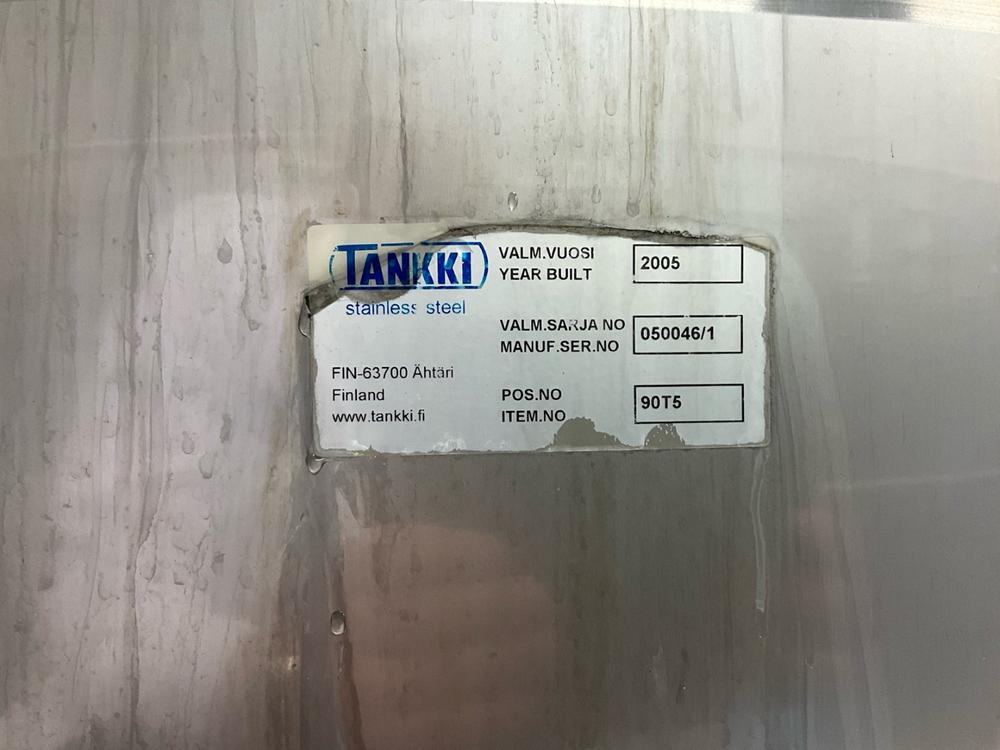 TANKKI
stainless steel
FIN-63700 Ähtäri
Finland
www.tankki.fi
VALM.VUOSI
YEAR BUILT
2005
VALM.SARJA NO
MANUF.SER.NO
050046/1
POS.NO
ITEM.NO
90T5